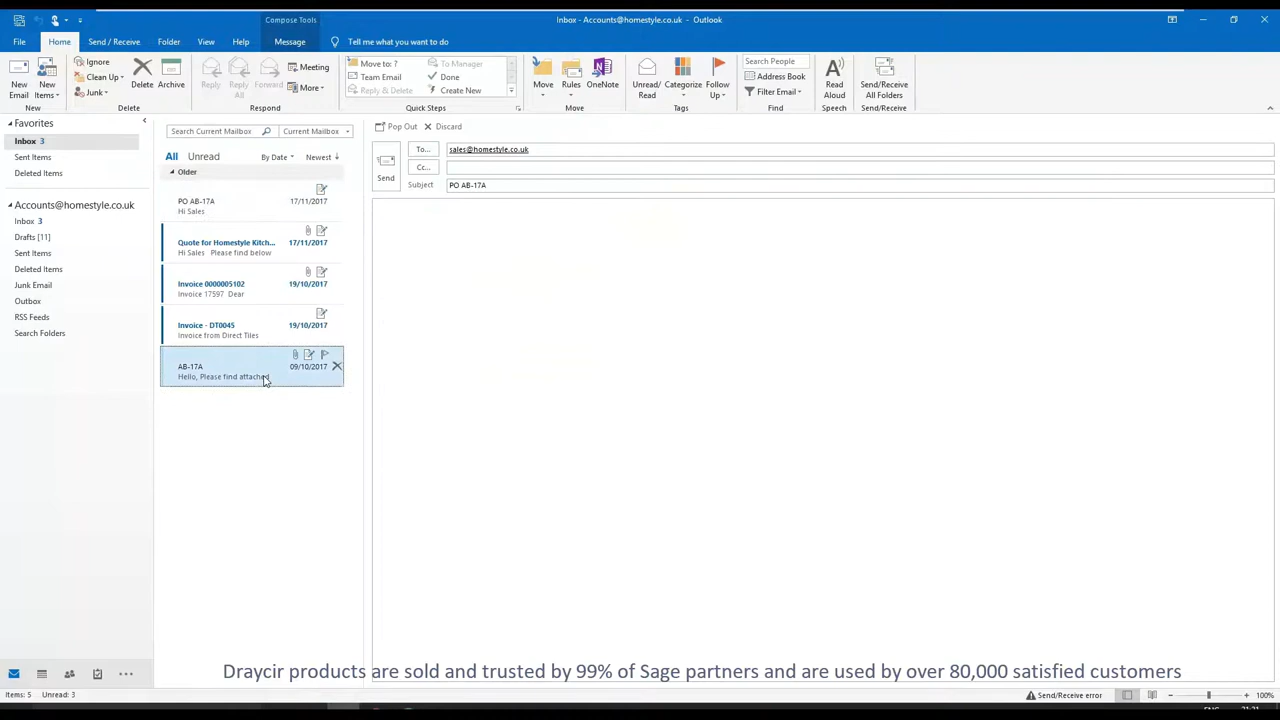 Compose Tools
Inbox - Accounts@homestyle.co.uk - Outlook
File Home Send / Receive Folder View Help Message Tell me what you want to do
New Email
New Items
Ignore
Clean Up
Junk
Delete
Archive
Reply
Reply All
Forward
Meeting
More
Move to: ?
Team Email
Reply & Delete
To Manager
Done
Create New
Move
Rules
OneNote
Unread/ Read
Categorize
Follow Up
Search People
Address Book
Filter Email
Read Aloud
Send/Receive All Folders
New Delete Respond Quick Steps Move Tags Find Speech Send/Receive
Favorites
Inbox 3
Sent Items
Deleted Items
Accounts@homestyle.co.uk
Inbox 3
Drafts [11]
Sent Items
Deleted Items
Junk Email
Outbox
RSS Feeds
Search Folders
Search Current Mailbox Current Mailbox
All Unread By Date Newest
Older
PO AB-17A 17/11/2017
Hi Sales
Quote for Homestyle Kitch... 17/11/2017
Hi Sales Please find below
Invoice 0000005102 19/10/2017
Invoice 17597 Dear
Invoice - DT0045 19/10/2017
Invoice from Direct Tiles
AB-17A 09/10/2017
Hello, Please find attached
Pop Out Discard
Send
To... sales@homestyle.co.uk
Cc...
Subject PO AB-17A
Draycir products are sold and trusted by 99% of Sage partners and are used by over 80,000 satisfied customers
Items: 5 Unread: 3
Send/Receive error
100%